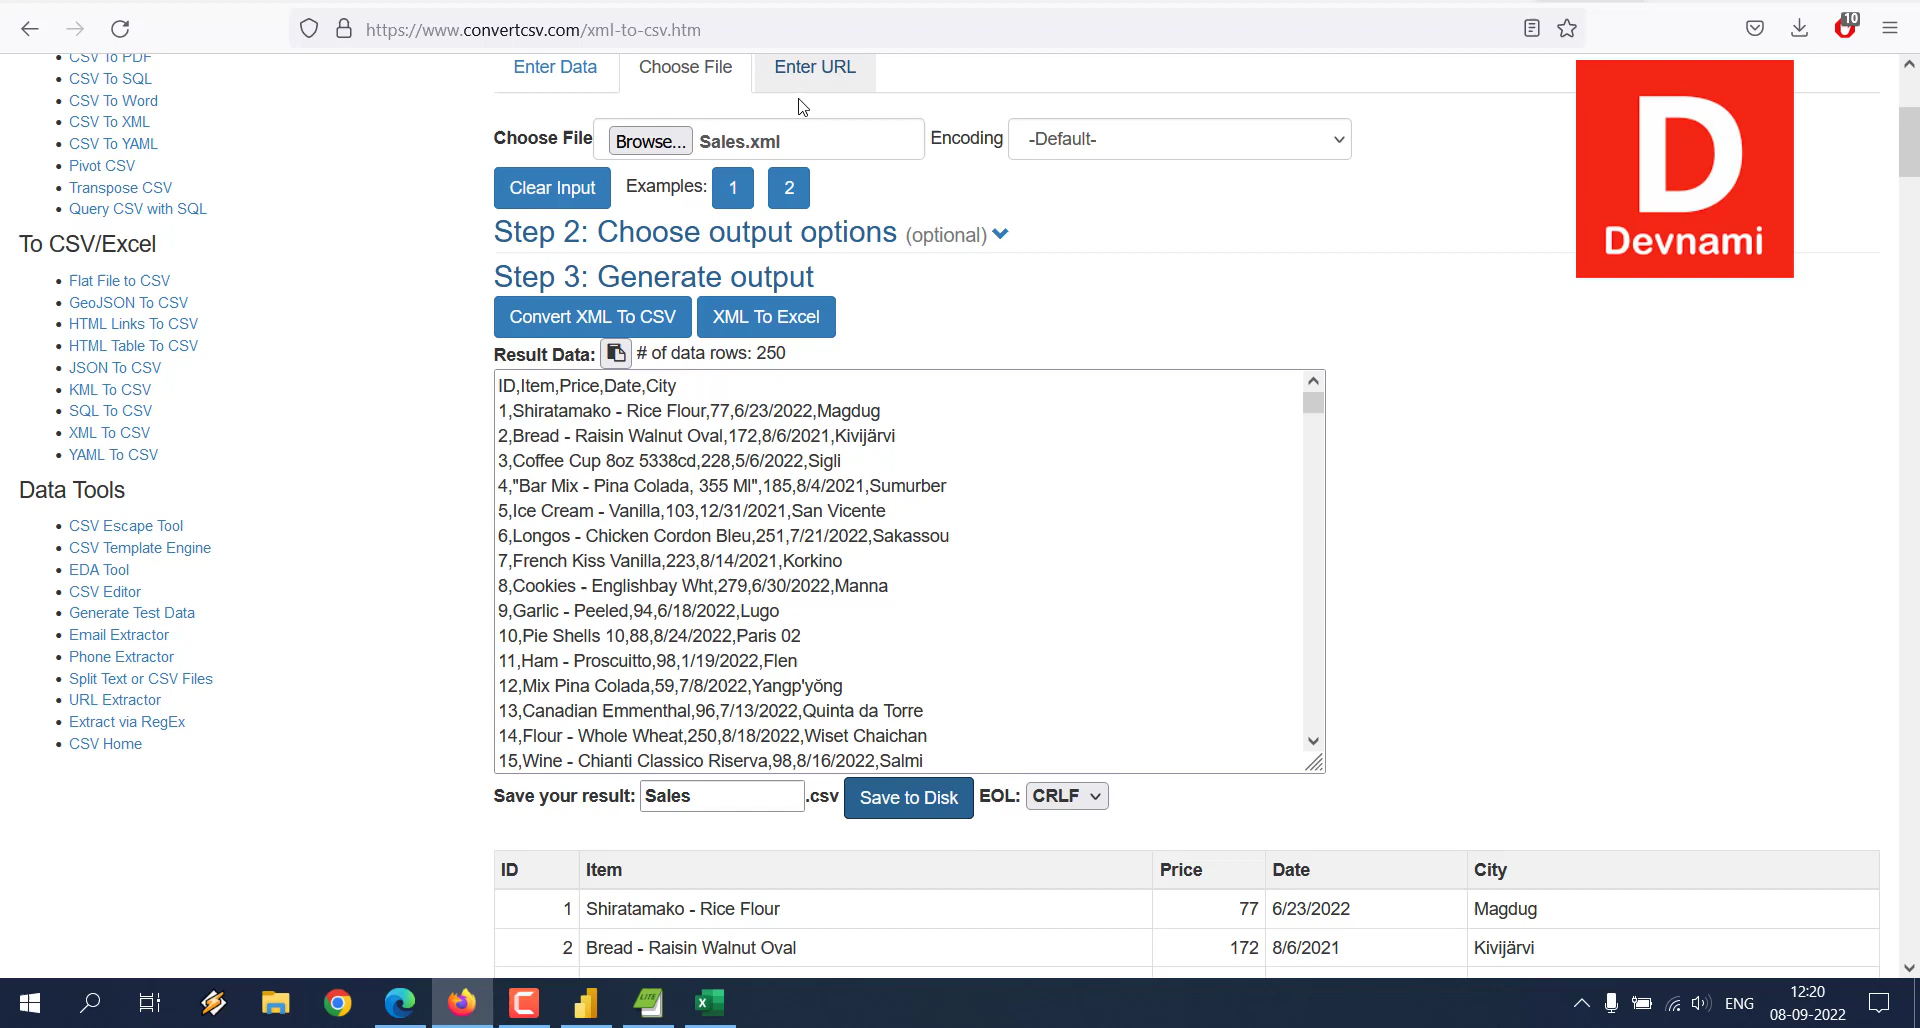 https://www.convertcsv.com/xml-to-csv.htm
10
CSV To PDF
CSV To SQL
CSV To Word
CSV To XML
CSV To YAML
Pivot CSV
Transpose CSV
Query CSV with SQL
To CSV/Excel
Flat File to CSV
GeoJSON To CSV
HTML Links To CSV
HTML Table To CSV
JSON To CSV
KML To CSV
SQL To CSV
XML To CSV
YAML To CSV
Data Tools
CSV Escape Tool
CSV Template Engine
EDA Tool
CSV Editor
Generate Test Data
Email Extractor
Phone Extractor
Split Text or CSV Files
URL Extractor
Extract via RegEx
CSV Home
Enter Data Choose File Enter URL
Choose File Browse... Sales.xml Encoding -Default-
Clear Input Examples: 1 2
Step 2: Choose output options (optional)
Step 3: Generate output
Convert XML To CSV XML To Excel
Result Data: # of data rows: 250
ID,Item,Price,Date,City
1,Shiratamako - Rice Flour,77,6/23/2022,Magdug
2,Bread - Raisin Walnut Oval,172,8/6/2021,Kivijärvi
3,Coffee Cup 8oz 5338cd,228,5/6/2022,Sigli
4,"Bar Mix - Pina Colada, 355 Ml",185,8/4/2021,Sumurber
5,Ice Cream - Vanilla,103,12/31/2021,San Vicente
6,Longos - Chicken Cordon Bleu,251,7/21/2022,Sakassou
7,French Kiss Vanilla,223,8/14/2021,Korkino
8,Cookies - Englishbay Wht,279,6/30/2022,Manna
9,Garlic - Peeled,94,6/18/2022,Lugo
10,Pie Shells 10,88,8/24/2022,Paris 02
11,Ham - Proscuitto,98,1/19/2022,Flen
12,Mix Pina Colada,59,7/8/2022,Yangp'yŏng
13,Canadian Emmenthal,96,7/13/2022,Quinta da Torre
14,Flour - Whole Wheat,250,8/18/2022,Wiset Chaichan
15,Wine - Chianti Classico Riserva,98,8/16/2022,Salmi
Save your result: Sales .csv Save to Disk EOL: CRLF
ID Item Price Date City
1 Shiratamako - Rice Flour 77 6/23/2022 Magdug
2 Bread - Raisin Walnut Oval 172 8/6/2021 Kivijärvi
D
Devnami
LITE
ENG
12:20
08-09-2022